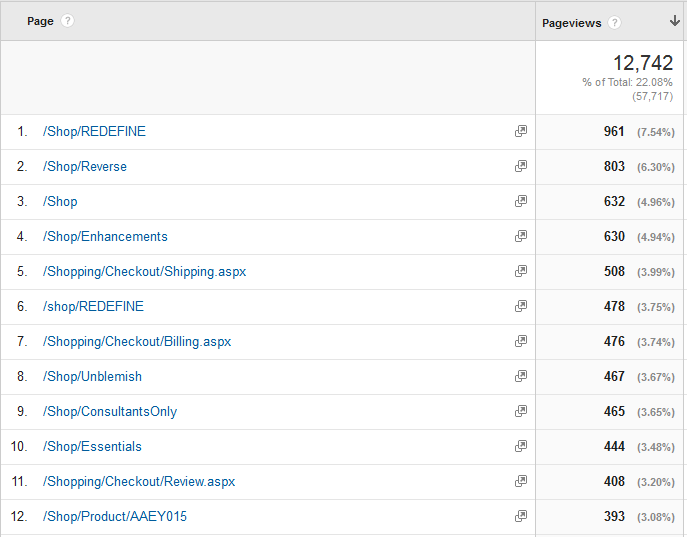 Page ? Pageviews ?
12,742
% of Total: 22.08%
(57,717)
1. /Shop/REDEFINE 961 (7.54%)
2. /Shop/Reverse 803 (6.30%)
3. /Shop 632 (4.96%)
4. /Shop/Enhancements 630 (4.94%)
5. /Shopping/Checkout/Shipping.aspx 508 (3.99%)
6. /shop/REDEFINE 478 (3.75%)
7. /Shopping/Checkout/Billing.aspx 476 (3.74%)
8. /Shop/Unblemish 467 (3.67%)
9. /Shop/ConsultantsOnly 465 (3.65%)
10. /Shop/Essentials 444 (3.48%)
11. /Shopping/Checkout/Review.aspx 408 (3.20%)
12. /Shop/Product/AAEY015 393 (3.08%)